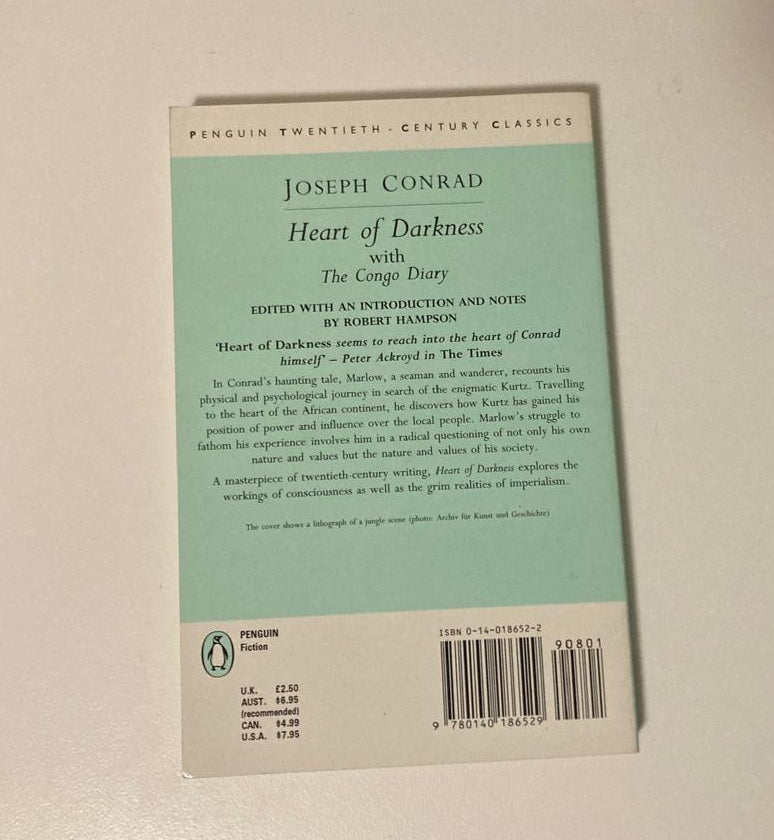 PENGUIN TWENTIETH - CENTURY CLASSICS
JOSEPH CONRAD
Heart of Darkness
with
The Congo Diary
EDITED WITH AN INTRODUCTION AND NOTES
BY ROBERT HAMPSON
'Heart of Darkness seems to reach into the heart of Conrad
himself' – Peter Ackroyd in The Times
In Conrad's haunting tale, Marlow, a seaman and wanderer, recounts his
physical and psychological journey in search of the enigmatic Kurtz. Travelling
to the heart of the African continent, he discovers how Kurtz has gained his
position of power and influence over the local people. Marlow's struggle to
fathom his experience involves him in a radical questioning of not only his own
nature and values but the nature and values of his society.
A masterpiece of twentieth-century writing, Heart of Darkness explores the
workings of consciousness as well as the grim realities of imperialism.
The cover shows a lithograph of a jungle scene (photo: Archiv für Kunst und Geschichte)
PENGUIN
Fiction
U.K. £2.50
AUST. $6.95
(recommended)
CAN. $4.99
U.S.A. $7.95
ISBN 0-14-018652-2
90801
9 780140 186529